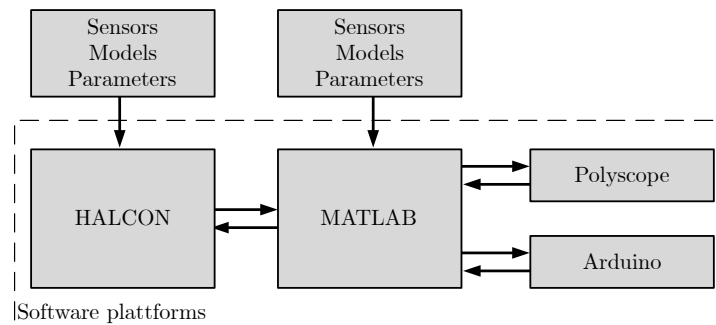 Sensors
Models
Parameters
Sensors
Models
Parameters
HALCON
MATLAB
Polyscope
Arduino
Software plattforms